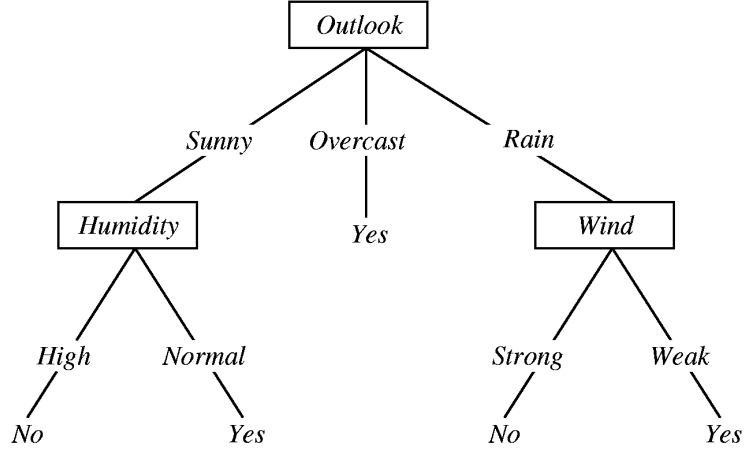 Outlook
Sunny Overcast Rain
Humidity Yes Wind
High Normal Strong Weak
No Yes No Yes